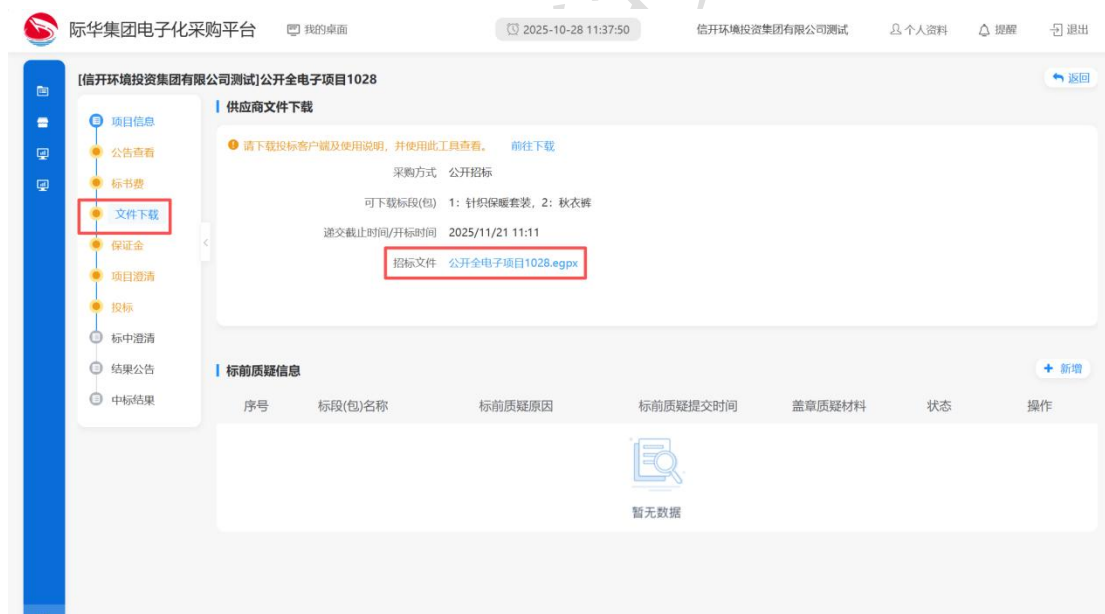 际华集团电子化采购平台 我的桌面 2025-10-28 11:37:50 信开环境投资集团有限公司测试 个人资料 提醒 退出
[信开环境投资集团有限公司测试]公开全电子项目1028 返回
项目信息
公告查看
标书费
文件下载
保证金
项目澄清
投标
标中澄清
结果公告
中标结果
供应商文件下载
请下载投标客户端及使用说明，并使用此工具查看。 前往下载
采购方式 公开招标
可下载标段(包) 1：针织保暖套装，2：秋衣裤
递交截止时间/开标时间 2025/11/21 11:11
招标文件 公开全电子项目1028.egpx
标前质疑信息 新增
序号 标段(包)名称 标前质疑原因 标前质疑提交时间 盖章质疑材料 状态 操作
暂无数据